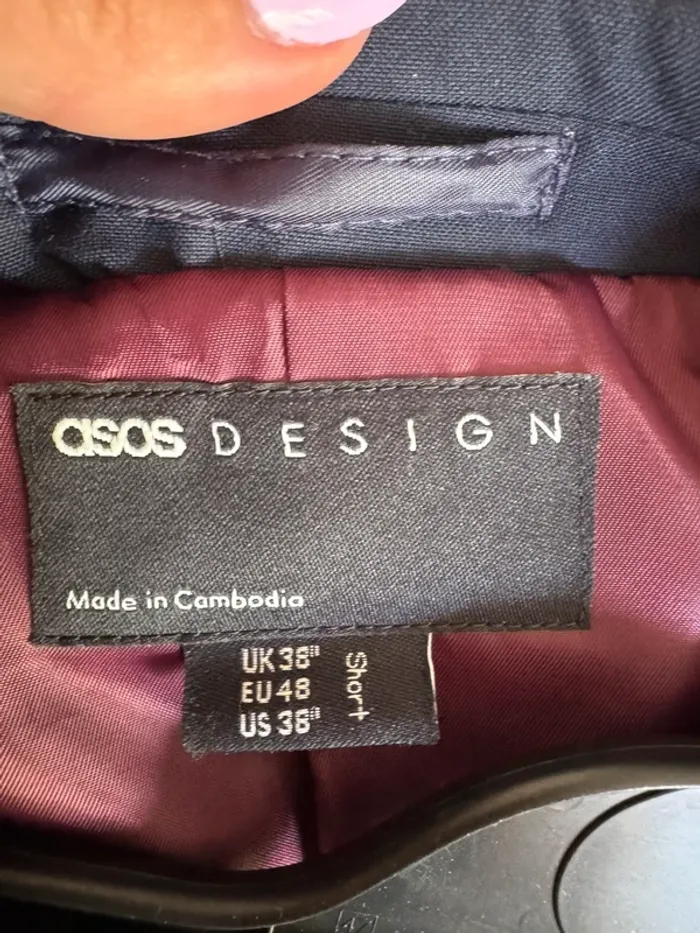 asos DESIGN
Made in Cambodia
UK 38"
EU 48
US 38"
Short